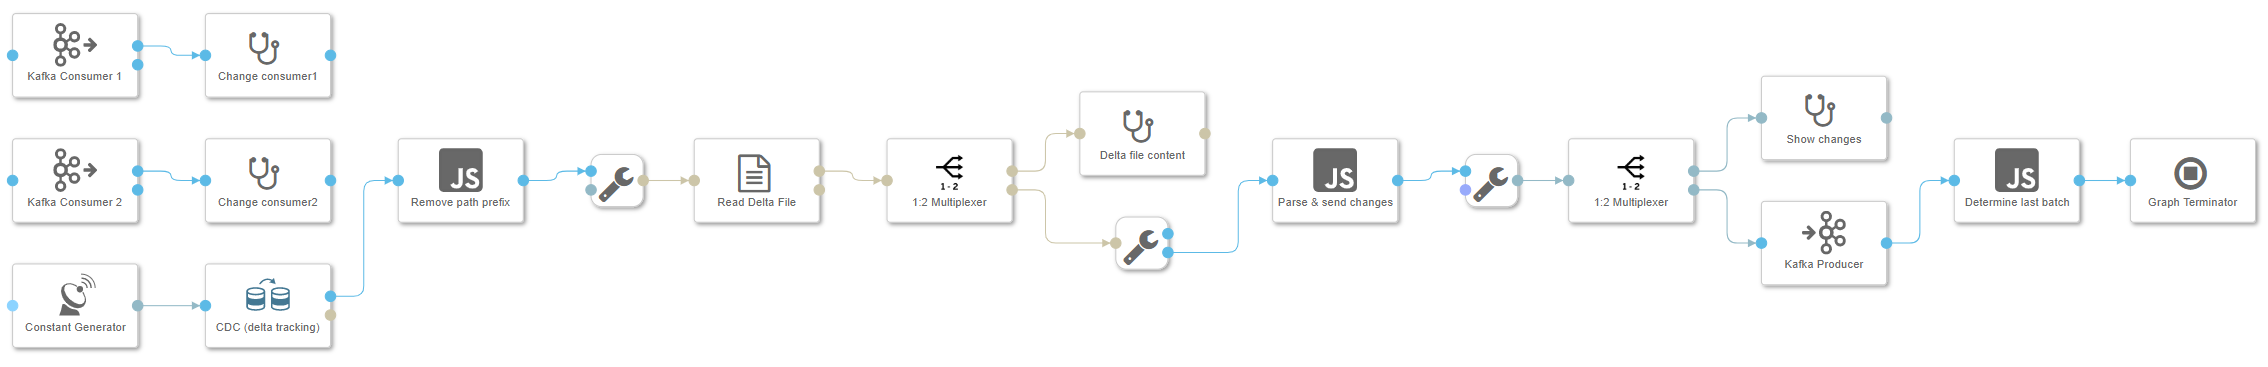 Kafka Consumer 1
Change consumer1
Kafka Consumer 2
Change consumer2
Constant Generator
CDC (delta tracking)
JS
Remove path prefix
Read Delta File
1 - 2
1:2 Multiplexer
Delta file content
JS
Parse & send changes
1 - 2
1:2 Multiplexer
Show changes
Kafka Producer
JS
Determine last batch
Graph Terminator